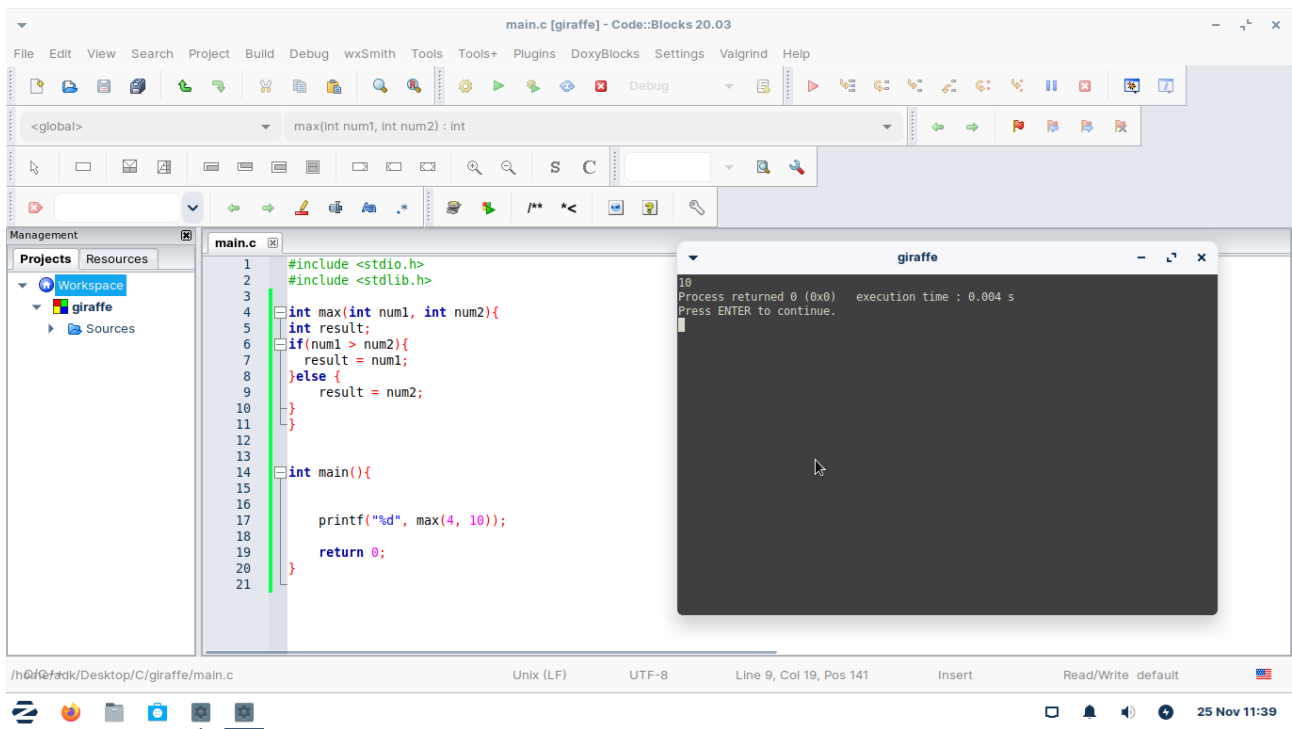 main.c [giraffe] - Code::Blocks 20.03
File Edit View Search Project Build Debug wxSmith Tools Tools+ Plugins DoxyBlocks Settings Valgrind Help
Debug
<global> max(int num1, int num2) : int
S C
/** *<
Management
Projects Resources
Workspace
giraffe
Sources
main.c
1 #include <stdio.h>
2 #include <stdlib.h>
3
4 int max(int num1, int num2){
5 int result;
6 if(num1 > num2){
7 result = num1;
8 }else {
9 result = num2;
10 }
11 }
12
13
14 int main(){
15
16
17 printf("%d", max(4, 10));
18
19 return 0;
20 }
21
giraffe
10
Process returned 0 (0x0) execution time : 0.004 s
Press ENTER to continue.
/Desktop/C/giraffe/main.c Unix (LF) UTF-8 Line 9, Col 19, Pos 141 Insert Read/Write default
25 Nov 11:39